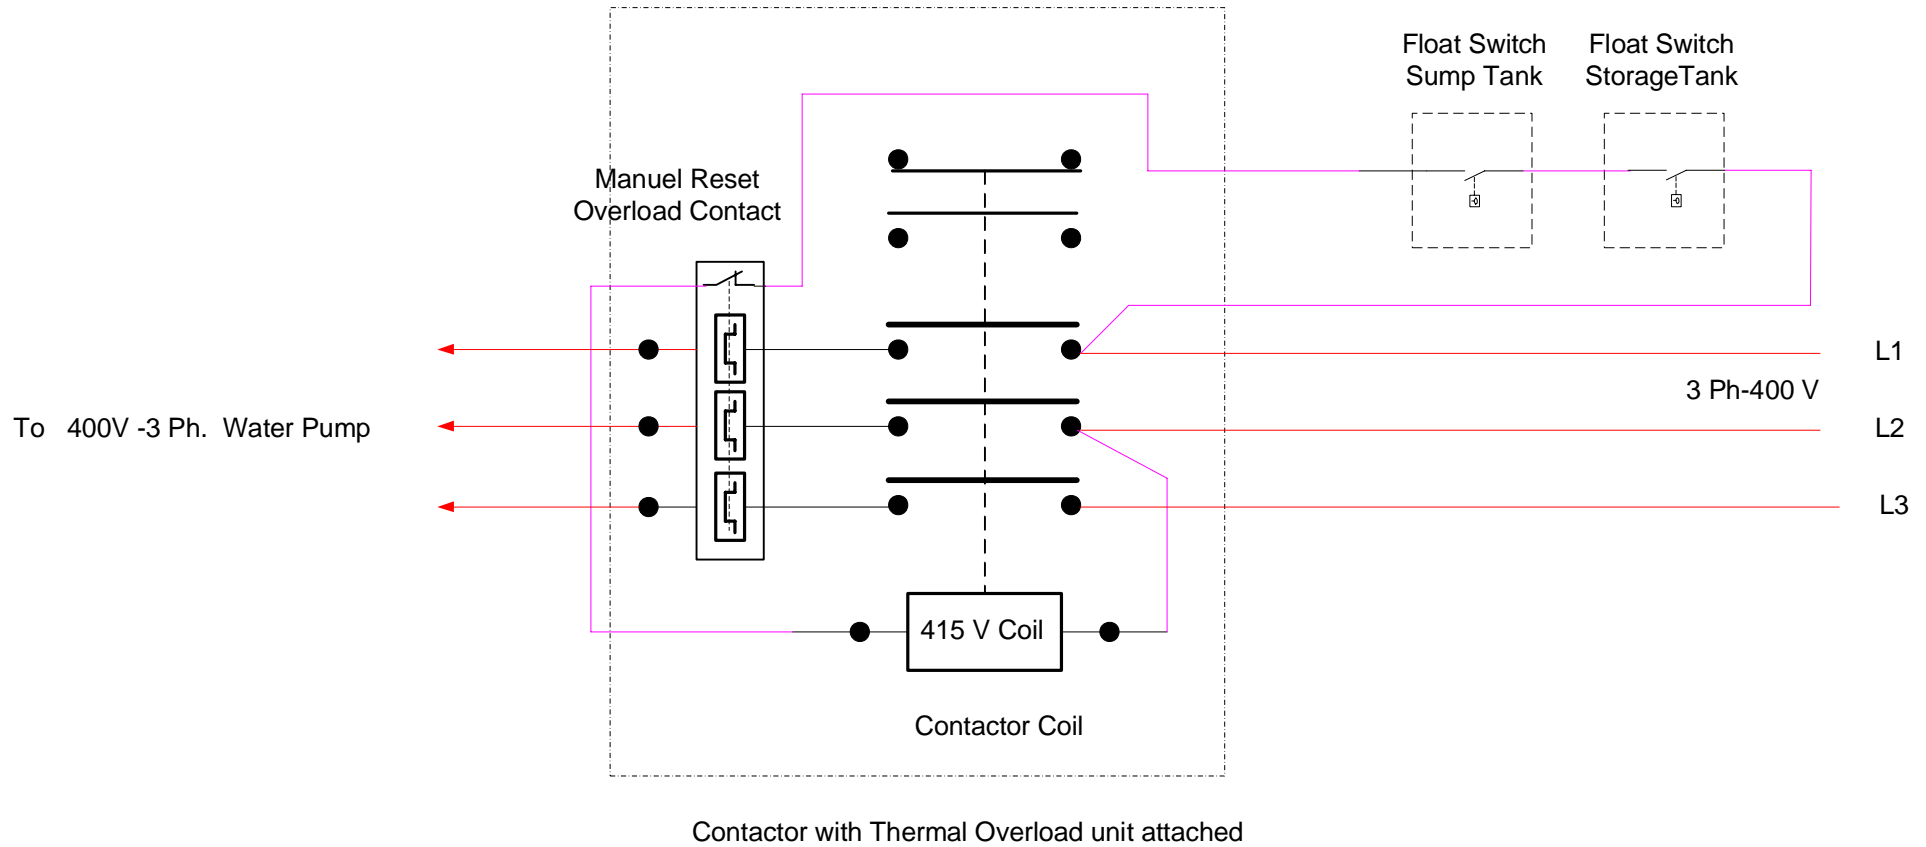 Float Switch
Sump Tank
Float Switch
StorageTank
Manuel Reset
Overload Contact
L1
3 Ph-400 V
To 400V -3 Ph. Water Pump
L2
L3
415 V Coil
Contactor Coil
Contactor with Thermal Overload unit attached